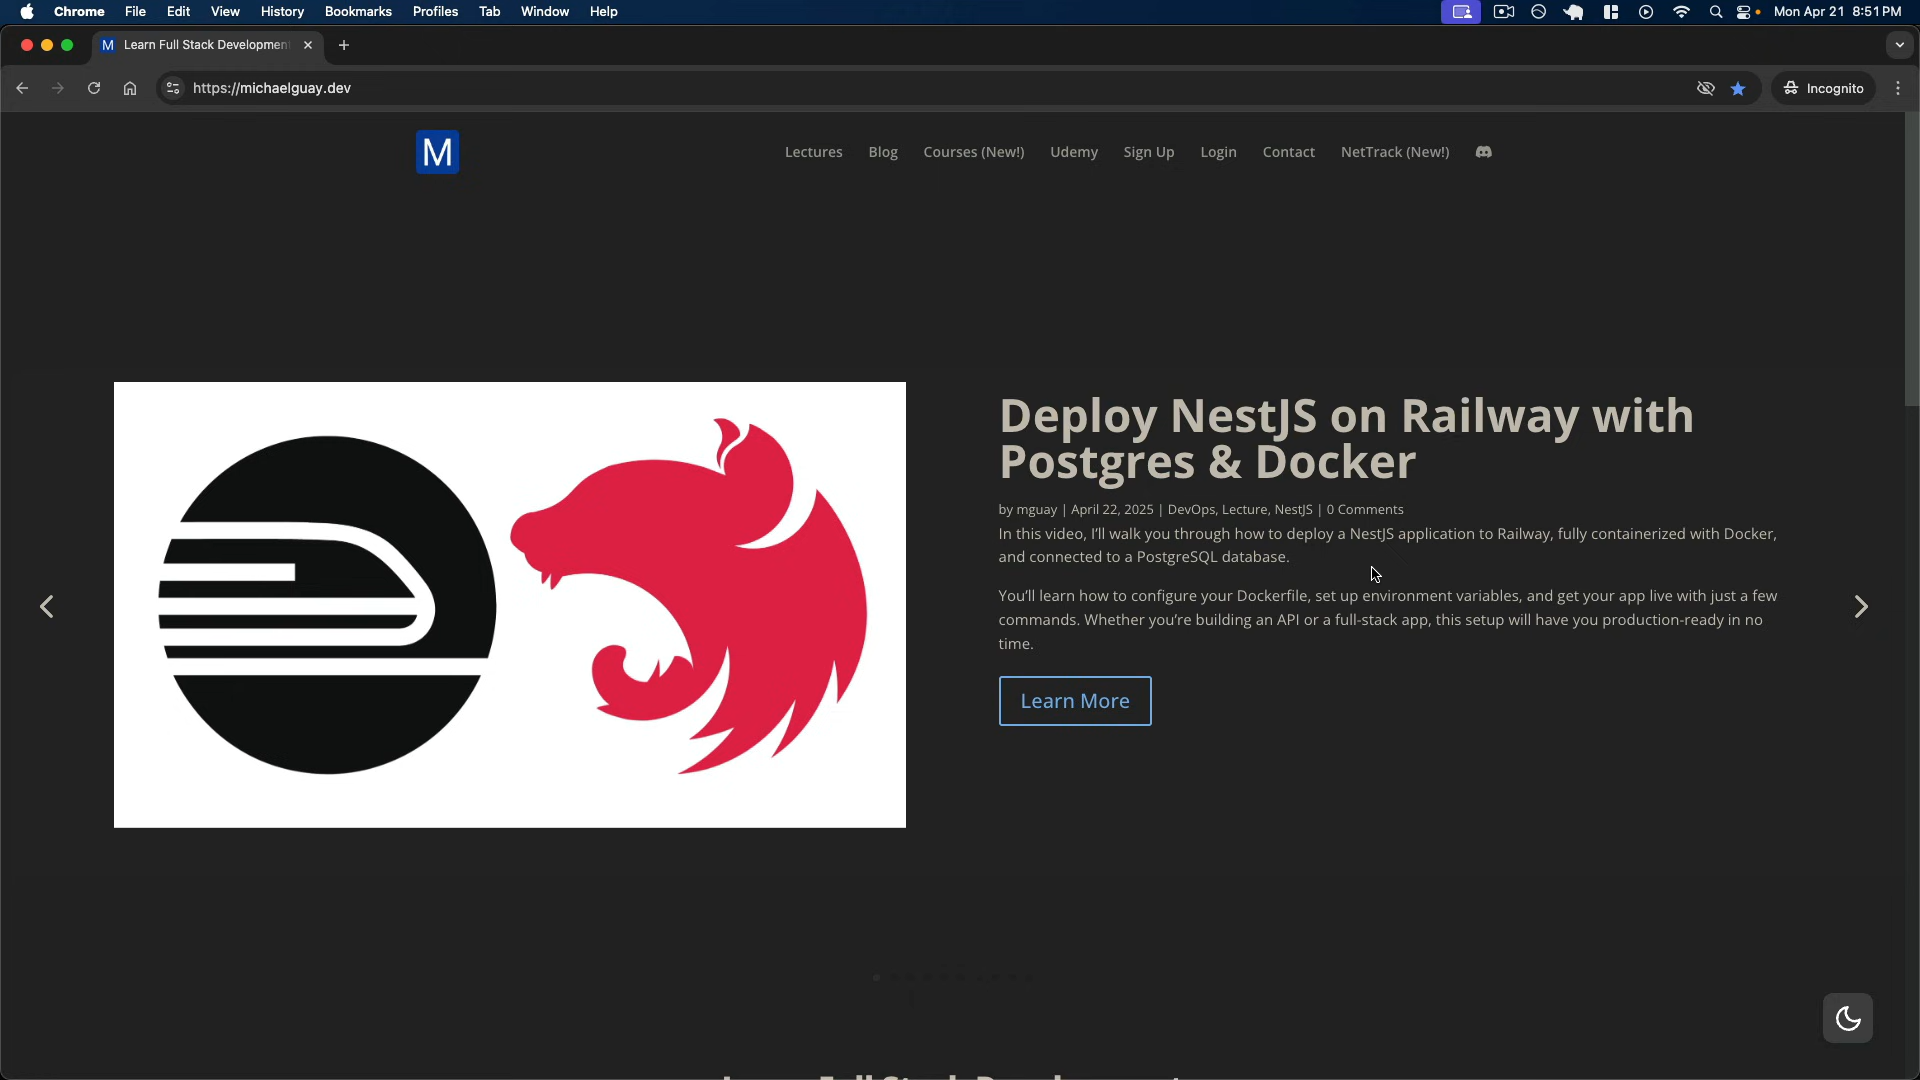 Chrome File Edit View History Bookmarks Profiles Tab Window Help
Mon Apr 21 8:51 PM
M Learn Full Stack Developmen
https://michaelguay.dev
Incognito
M
Lectures Blog Courses (New!) Udemy Sign Up Login Contact NetTrack (New!)
Deploy NestJS on Railway with
Postgres & Docker
by mguay | April 22, 2025 | DevOps, Lecture, NestJS | 0 Comments
In this video, I'll walk you through how to deploy a NestJS application to Railway, fully containerized with Docker,
and connected to a PostgreSQL database.
You'll learn how to configure your Dockerfile, set up environment variables, and get your app live with just a few
commands. Whether you're building an API or a full-stack app, this setup will have you production-ready in no
time.
Learn More